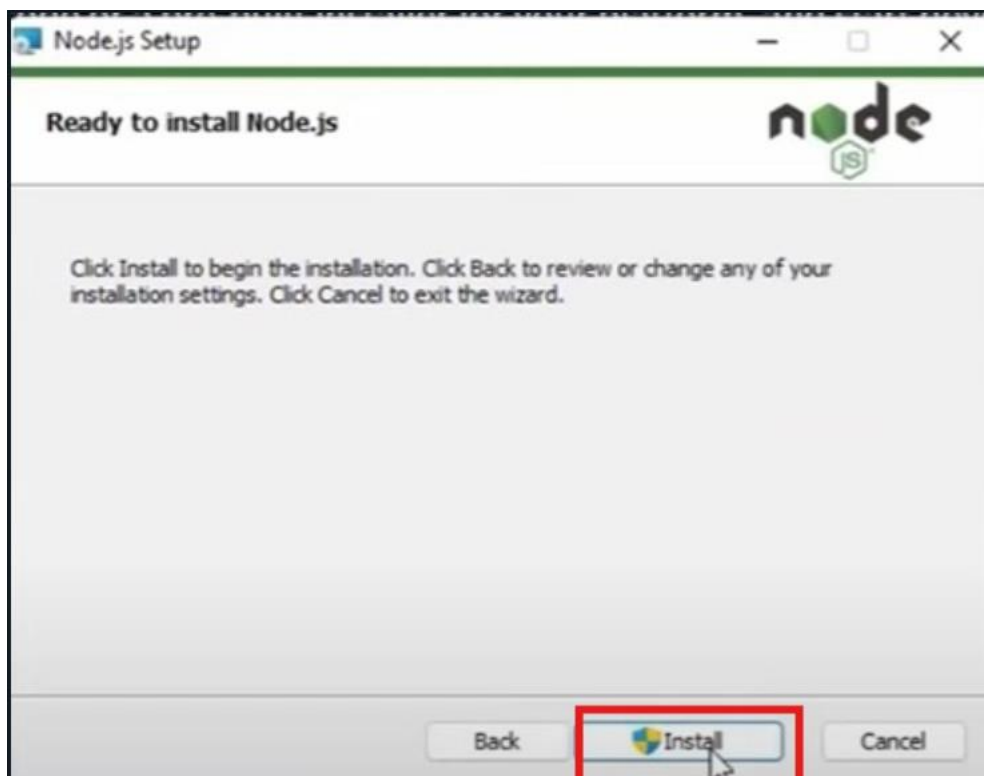 Node.js Setup
Ready to install Node.js
node
JS
Click Install to begin the installation. Click Back to review or change any of your
installation settings. Click Cancel to exit the wizard.
Back
Install
Cancel